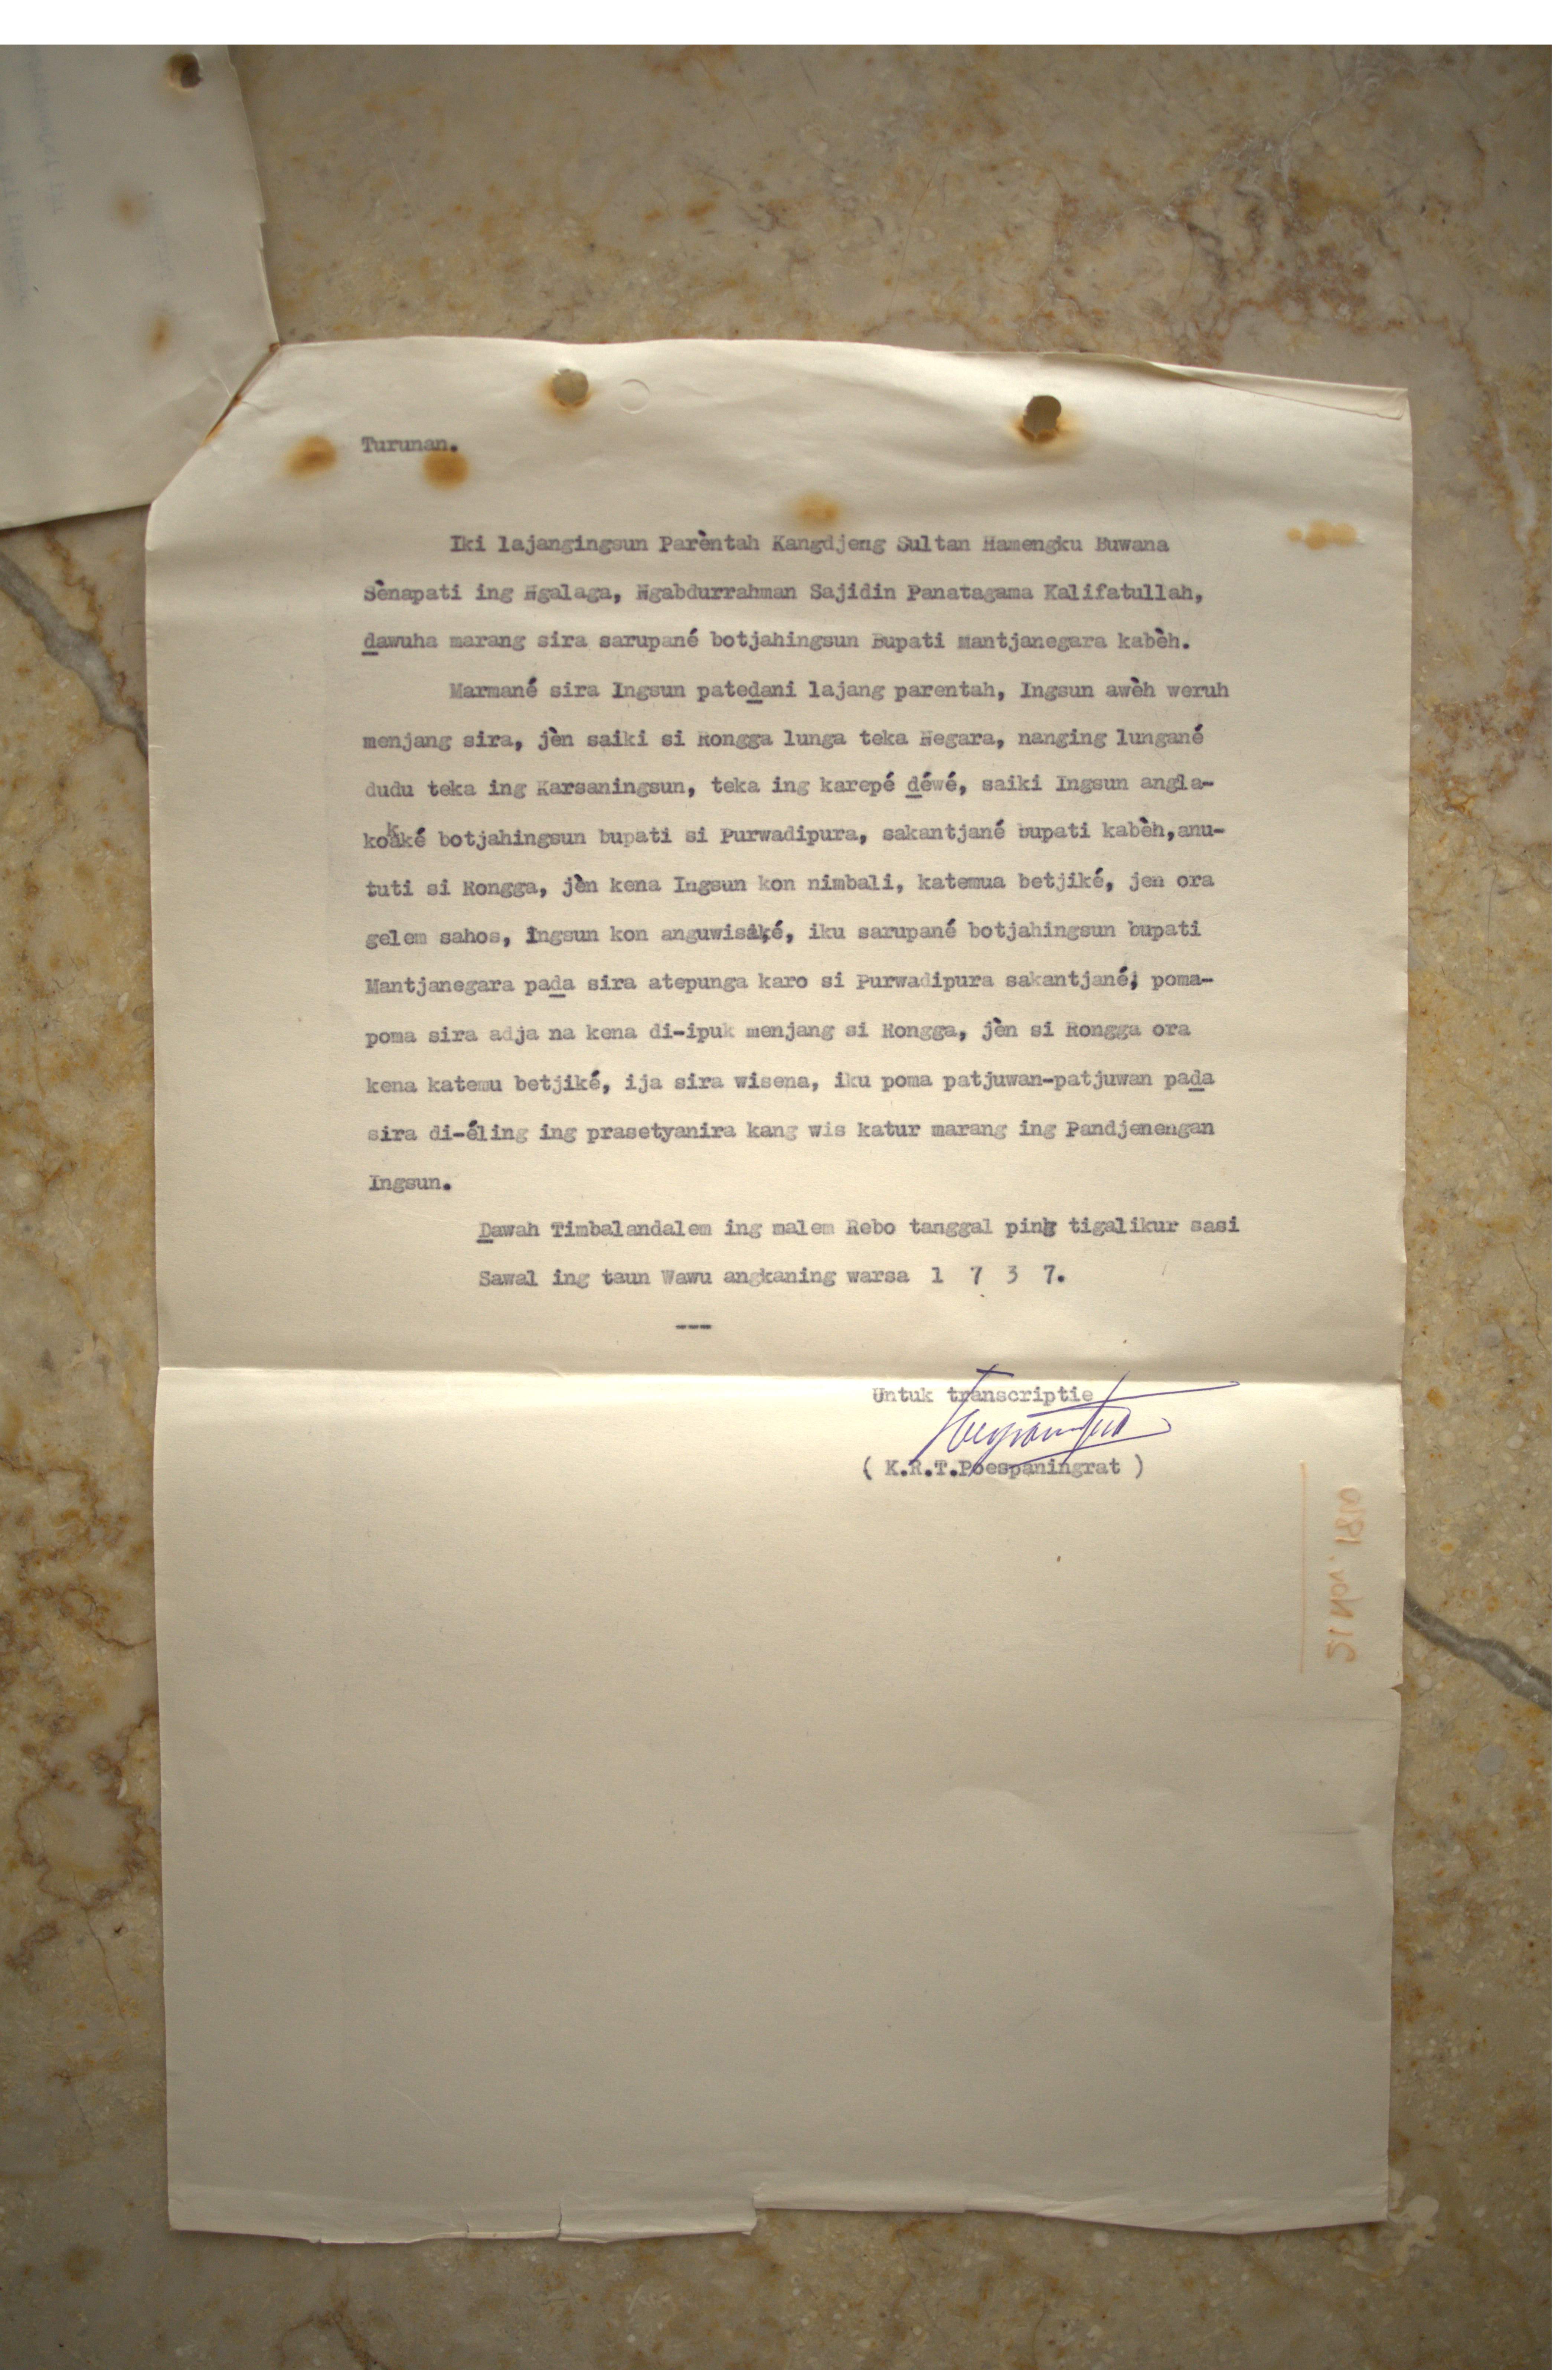 Turunan.
Iki lajangingsun Parèntah Kangdjeng Sultan Hamengku Buwana
Sènapati ing Ngalaga, Ngabdurrahman Sajidin Panatagama Kalifatullah,
dawuha marang sira sarupané botjahingsun Bupati Mantjanegara kabèh.
Marmané sira Ingsun patedani lajang parentah, Ingsun awèh weruh
menjang sira, jèn saiki si Rongga lunga teka Negara, nanging lungané
dudu teka ing Karsaningsun, teka ing karepé déwé, saiki Ingsun angla-
kokaké botjahingsun bupati si Purwadipura, sakantjané bupati kabèh,anu-
tuti si Rongga, jèn kena Ingsun kon nimbali, katemua betjiké, jen ora
gelem sahos, Ingsun kon anguwisaké, iku sarupané botjahingsun bupati
Mantjanegara pada sira atepunga karo si Purwadipura sakantjané; poma-
poma sira adja na kena di-ipuk menjang si Rongga, jèn si Rongga ora
kena katemu betjiké, ija sira wisena, iku poma patjuwan-patjuwan pada
sira di-éling ing prasetyanira kang wis katur marang ing Pandjenengan
Ingsun.
Dawah Timbalandalem ing malem Rebo tanggal ping tigalikur sasi
Sawal ing taun Wawu angkaning warsa 1 7 3 7.
---
Untuk transcriptie
( K.R.T.Poespaningrat )
21 Nov. 1810